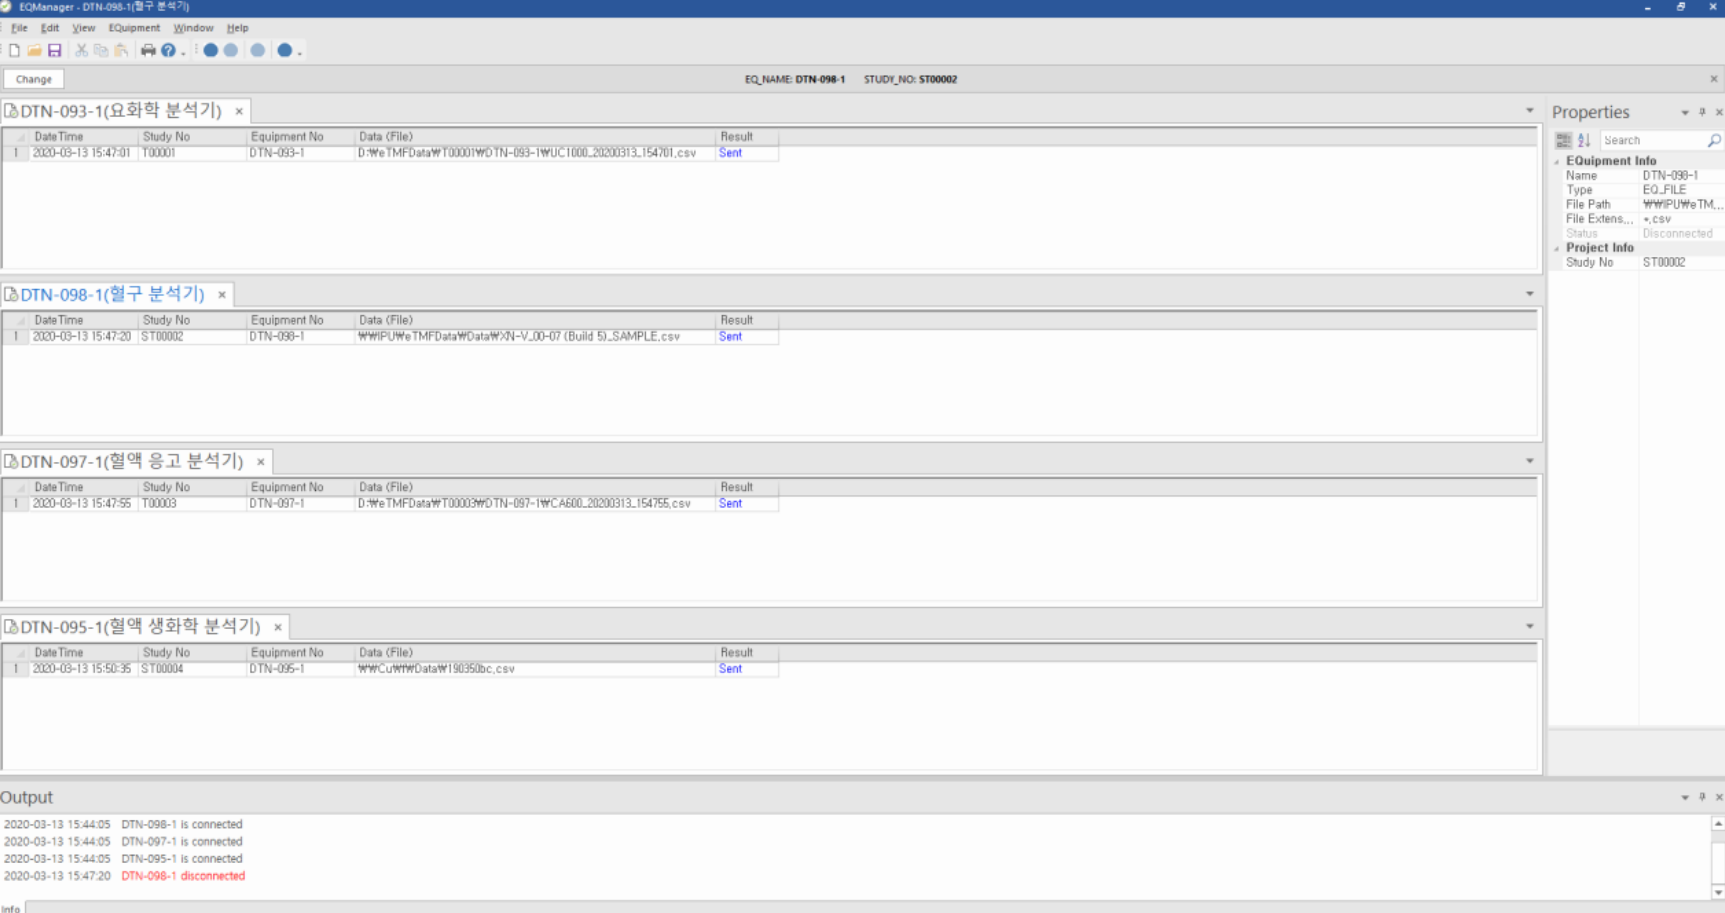 EQManager - DTN-098-1(혈구 분석기)
File Edit View EQuipment Window Help
Change EQ_NAME: DTN-098-1 STUDY_NO: ST00002
DTN-093-1(요화학 분석기)
DateTime Study No Equipment No Data (File) Result
1 2020-03-13 15:47:01 T00001 DTN-093-1 D:₩eTMFData₩T00001₩DTN-093-1₩UC1000_20200313_154701.csv Sent
DTN-098-1(혈구 분석기)
DateTime Study No Equipment No Data (File) Result
1 2020-03-13 15:47:20 ST00002 DTN-098-1 ₩₩IPU₩eTMFData₩Data₩XN-V_00-07 (Build 5)_SAMPLE.csv Sent
DTN-097-1(혈액 응고 분석기)
DateTime Study No Equipment No Data (File) Result
1 2020-03-13 15:47:55 T00003 DTN-097-1 D:₩eTMFData₩T00003₩DTN-097-1₩CA600_20200313_154755.csv Sent
DTN-095-1(혈액 생화학 분석기)
DateTime Study No Equipment No Data (File) Result
1 2020-03-13 15:50:35 ST00004 DTN-095-1 Sent
Properties
Search
EQuipment Info
Name DTN-098-1
Type EQ_FILE
File Path ₩₩IPU₩eTM...
File Extens... *.csv
Status Disconnected
Project Info
Study No ST00002
Output
2020-03-13 15:44:05 DTN-098-1 is connected
2020-03-13 15:44:05 DTN-097-1 is connected
2020-03-13 15:44:05 DTN-095-1 is connected
2020-03-13 15:47:20 DTN-098-1 disconnected
Info